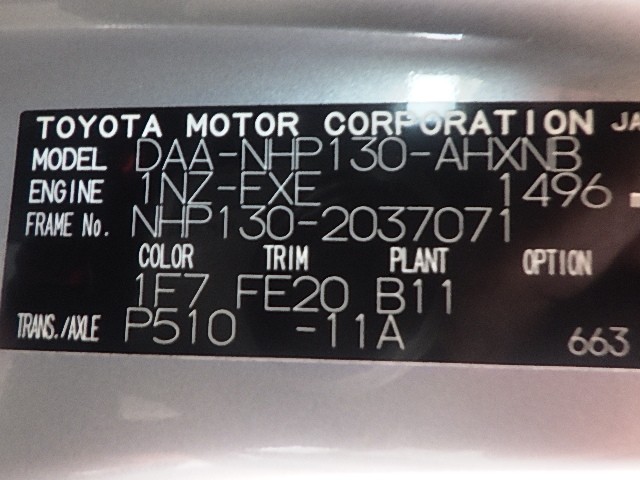 TOYOTA MOTOR CORPORATION JA
MODEL DAA-NHP130-AHXNB
ENGINE 1NZ-FXE 1496
FRAME No. NHP130-2037071
COLOR TRIM PLANT OPTION
1F7 FE20 B11
TRANS./AXLE P510 -11A
663